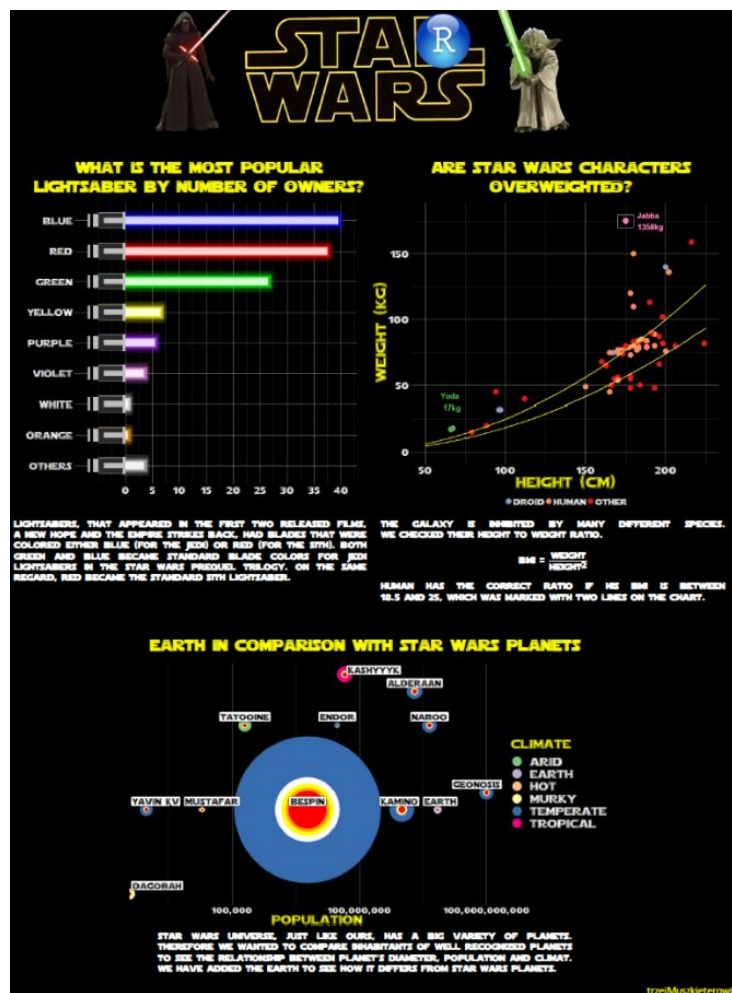 STAR
R
WARS
WHAT IS THE MOST POPULAR
LIGHTSABER BY NUMBER OF OWNERS?
BLUE
RED
GREEN
YELLOW
PURPLE
VIOLET
WHITE
ORANGE
OTHERS
0 5 10 15 20 25 30 35 40
LIGHTSABERS, THAT APPEARED IN THE FIRST TWO RELEASED FILMS,
A NEW HOPE AND THE EMPIRE STRIKES BACK, HAD BLADES THAT WERE
COLORED EITHER BLUE (FOR THE JEDI) OR RED (FOR THE SITH). BOTH
GREEN AND BLUE BECAME STANDARD BLADE COLORS FOR JEDI
LIGHTSABERS IN THE STAR WARS PREQUEL TRILOGY. ON THE SAME
REGARD, RED BECAME THE STANDARD SITH LIGHTSABER.
ARE STAR WARS CHARACTERS
OVERWEIGHTED?
Jabba
1358kg
150
100
50
0
WEIGHT (KG)
Yoda
17kg
50 100 150 200
HEIGHT (CM)
DROID HUMAN OTHER
THE GALAXY IS INHIBITED BY MANY DIFFERENT SPECIES.
WE CHECKED THEIR HEIGHT TO WEIGHT RATIO.
BMI = WEIGHT
HEIGHT²
HUMAN HAS THE CORRECT RATIO IF HIS BMI IS BETWEEN
18.5 AND 25, WHICH WAS MARKED WITH TWO LINES ON THE CHART.
EARTH IN COMPARISON WITH STAR WARS PLANETS
KASHYYYK
ALDERAAN
TATOOINE
ENDOR
NABOO
GEONOSIS
YAVIN KV
MUSTAFAR
BESPIN
KAMINO
EARTH
DAGOBAH
CLIMATE
ARID
EARTH
HOT
MURKY
TEMPERATE
TROPICAL
100,000 100,000,000 100,000,000,000
POPULATION
STAR WARS UNIVERSE, JUST LIKE OURS, HAS A BIG VARIETY OF PLANETS.
THEREFORE WE WANTED TO COMPARE INHABITANTS OF WELL RECOGNIZED PLANETS
TO SEE THE RELATIONSHIP BETWEEN PLANET'S DIAMETER, POPULATION AND CLIMAT.
WE HAVE ADDED THE EARTH TO SEE HOW IT DIFFERS FROM STAR WARS PLANETS.